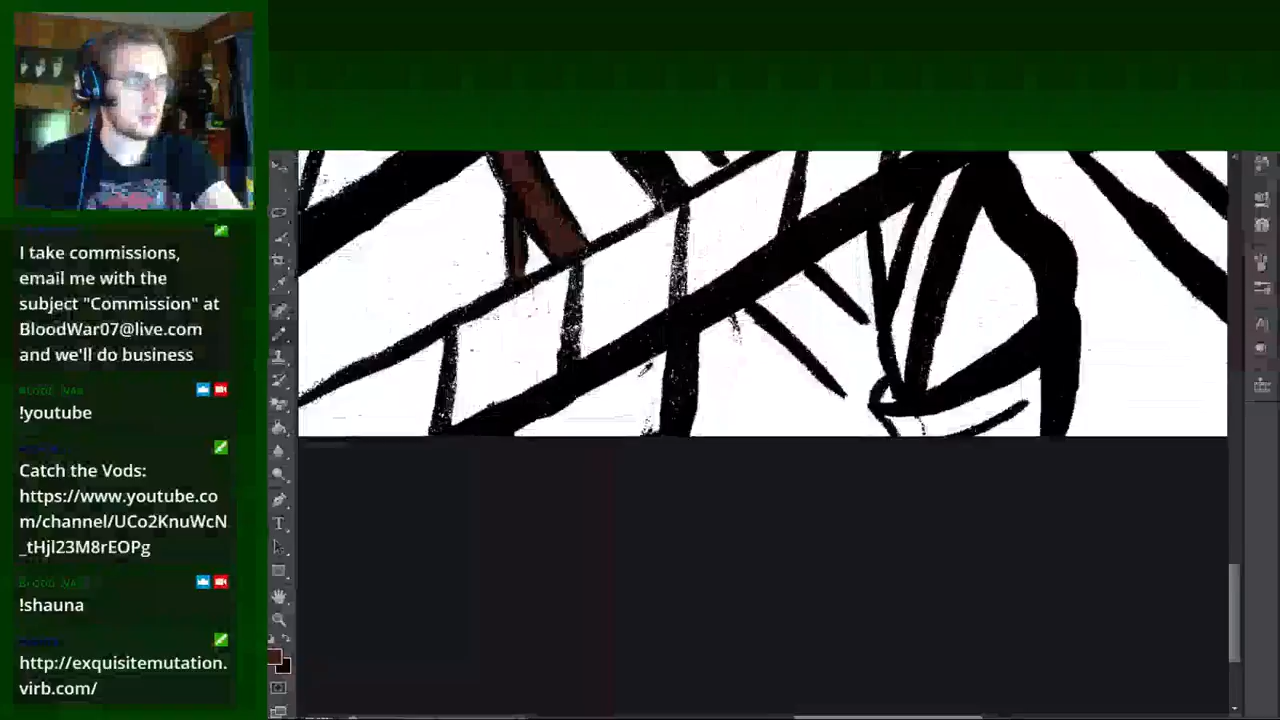 I take commissions,
email me with the
subject "Commission" at
BloodWar07@live.com
and we'll do business
!youtube
Catch the Vods:
https://www.youtube.co
m/channel/UCo2KnuWcN
_tHjl23M8rEOPg
!shauna
http://exquisitemutation.
virb.com/